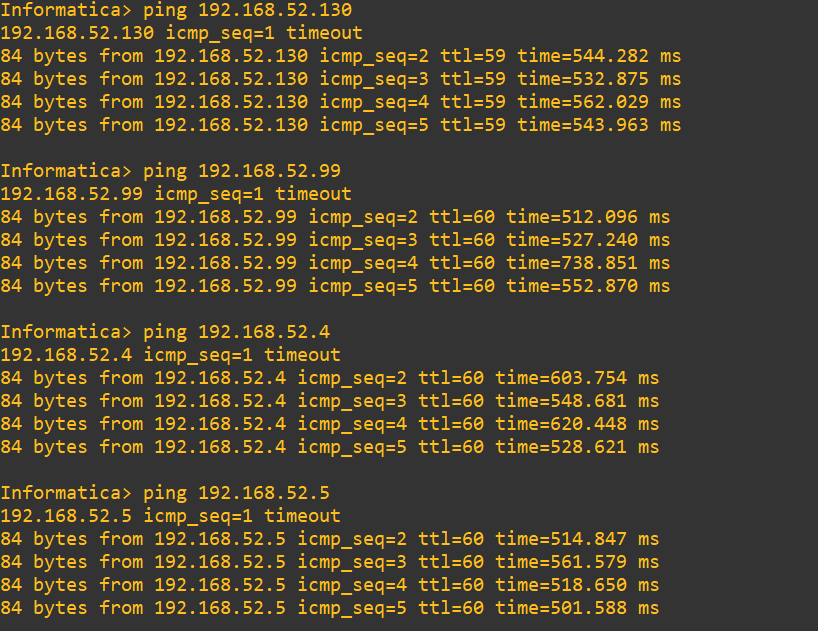 Informatica> ping 192.168.52.130
192.168.52.130 icmp_seq=1 timeout
84 bytes from 192.168.52.130 icmp_seq=2 ttl=59 time=544.282 ms
84 bytes from 192.168.52.130 icmp_seq=3 ttl=59 time=532.875 ms
84 bytes from 192.168.52.130 icmp_seq=4 ttl=59 time=562.029 ms
84 bytes from 192.168.52.130 icmp_seq=5 ttl=59 time=543.963 ms
Informatica> ping 192.168.52.99
192.168.52.99 icmp_seq=1 timeout
84 bytes from 192.168.52.99 icmp_seq=2 ttl=60 time=512.096 ms
84 bytes from 192.168.52.99 icmp_seq=3 ttl=60 time=527.240 ms
84 bytes from 192.168.52.99 icmp_seq=4 ttl=60 time=738.851 ms
84 bytes from 192.168.52.99 icmp_seq=5 ttl=60 time=552.870 ms
Informatica> ping 192.168.52.4
192.168.52.4 icmp_seq=1 timeout
84 bytes from 192.168.52.4 icmp_seq=2 ttl=60 time=603.754 ms
84 bytes from 192.168.52.4 icmp_seq=3 ttl=60 time=548.681 ms
84 bytes from 192.168.52.4 icmp_seq=4 ttl=60 time=620.448 ms
84 bytes from 192.168.52.4 icmp_seq=5 ttl=60 time=528.621 ms
Informatica> ping 192.168.52.5
192.168.52.5 icmp_seq=1 timeout
84 bytes from 192.168.52.5 icmp_seq=2 ttl=60 time=514.847 ms
84 bytes from 192.168.52.5 icmp_seq=3 ttl=60 time=561.579 ms
84 bytes from 192.168.52.5 icmp_seq=4 ttl=60 time=518.650 ms
84 bytes from 192.168.52.5 icmp_seq=5 ttl=60 time=501.588 ms